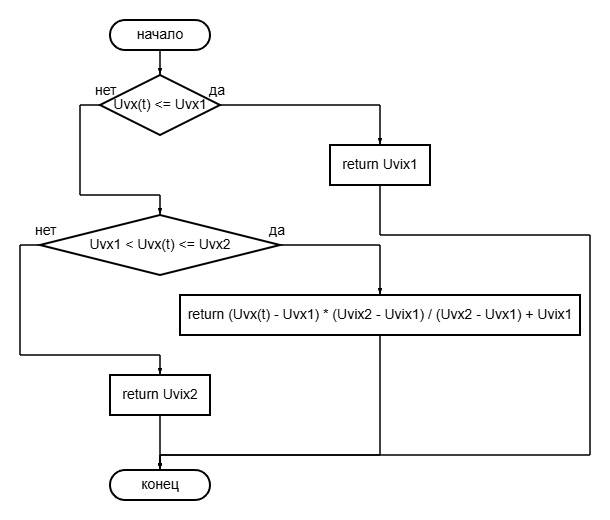 начало
нет
да
Uvx(t) <= Uvx1
return Uvix1
нет
да
Uvx1 < Uvx(t) <= Uvx2
return (Uvx(t) - Uvx1) * (Uvix2 - Uvix1) / (Uvx2 - Uvx1) + Uvix1
return Uvix2
конец